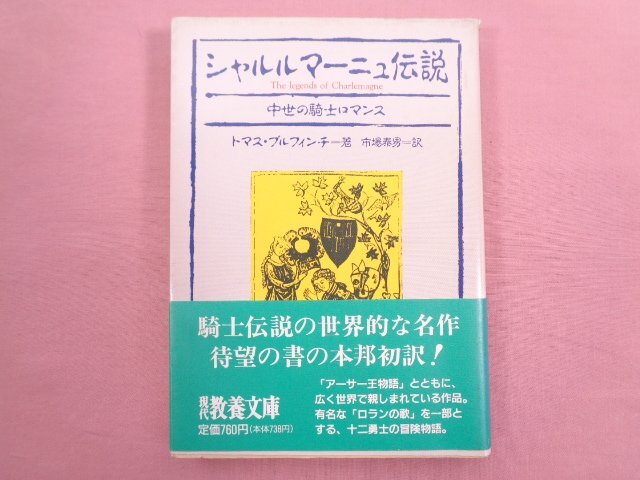 シャルルマーニュ伝説
The legends of Charlemagne
中世の騎士ロマンス
トマス・ブルフィンチ=著 市場泰男=訳
騎士伝説の世界的な名作
待望の書の本邦初訳!
「アーサー王物語」とともに、
広く世界で親しまれている作品。
有名な「ロランの歌」を一部と
する、十二勇士の冒険物語。
現代教養文庫
定価760円(本体738円)